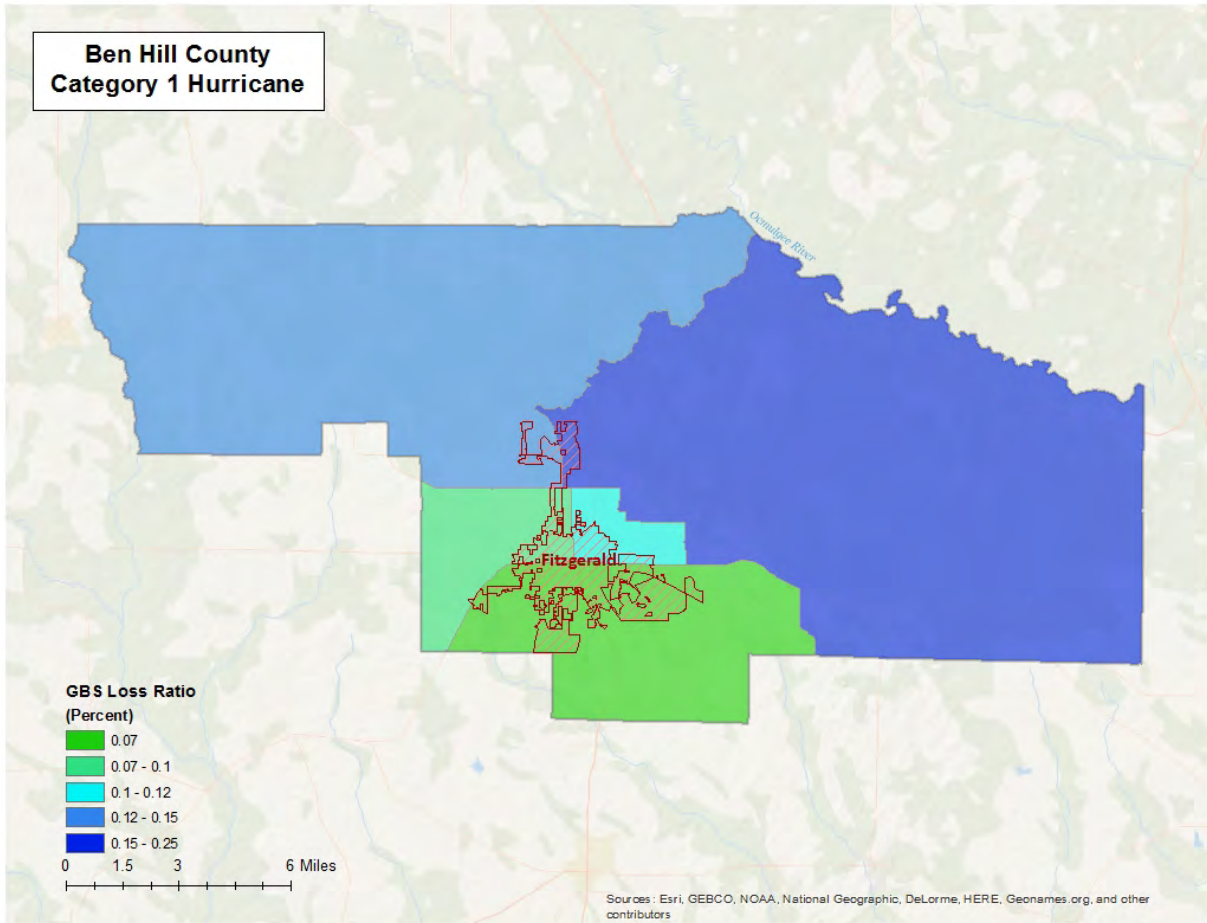 Ben Hill County
Category 1 Hurricane
Ocmulgee River
Fitzgerald
GBS Loss Ratio
(Percent)
0.07
0.07 - 0.1
0.1 - 0.12
0.12 - 0.15
0.15 - 0.25
0 1.5 3 6 Miles
Sources: Esri, GEBCO, NOAA, National Geographic, DeLorme, HERE, Geonames.org, and other
contributors